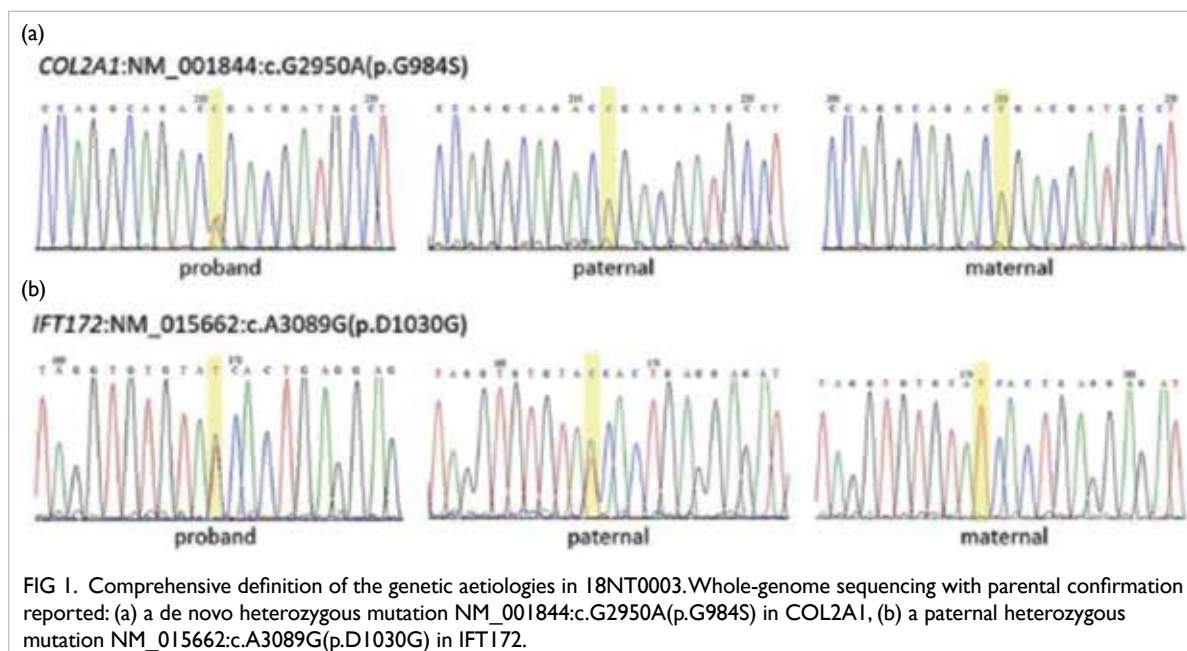 (a)
COL2A1:NM_001844:c.G2950A(p.G984S)
proband paternal maternal
(b)
IFT172:NM_015662:c.A3089G(p.D1030G)
T A G G T G T G T A T C A C T G A G G A G
proband paternal maternal
FIG 1. Comprehensive definition of the genetic aetiologies in 18NT0003. Whole-genome sequencing with parental confirmation
reported: (a) a de novo heterozygous mutation NM_001844:c.G2950A(p.G984S) in COL2A1, (b) a paternal heterozygous
mutation NM_015662:c.A3089G(p.D1030G) in IFT172.